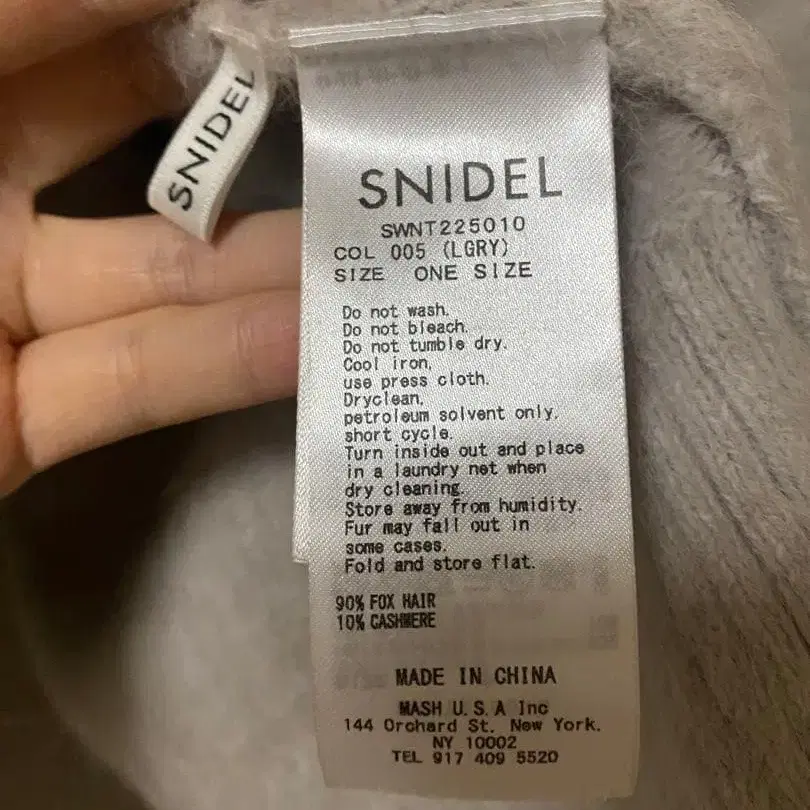 SNIDEL
SNIDEL
SWNT225010
COL 005 (LGRY)
SIZE ONE SIZE
Do not wash.
Do not bleach.
Do not tumble dry.
Cool iron,
use press cloth.
Dryclean,
petroleum solvent only.
short cycle.
Turn inside out and place
in a laundry net when
dry cleaning.
Store away from humidity.
Fur may fall out in
some cases.
Fold and store flat.
90% FOX HAIR
10% CASHMERE
MADE IN CHINA
MASH U.S.A Inc
144 Orchard St. New York.
NY 10002
TEL 917 409 5520